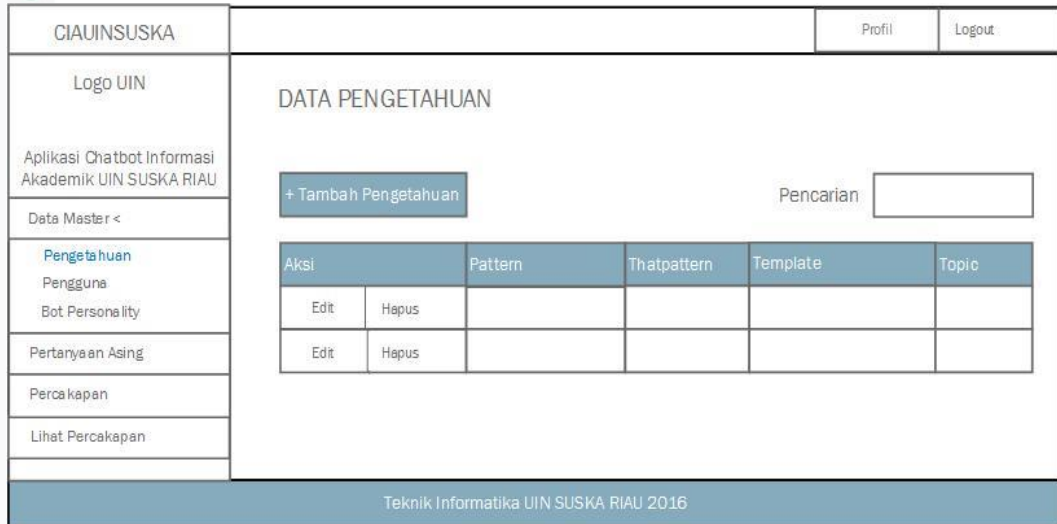 CIAUINSUSKA
Profil
Logout
Logo UIN
Aplikasi Chatbot Informasi
Akademik UIN SUSKA RIAU
Data Master <
Pengetahuan
Pengguna
Bot Personality
Pertanyaan Asing
Percakapan
Lihat Percakapan
DATA PENGETAHUAN
+ Tambah Pengetahuan
Pencarian
Aksi Pattern Thatpattern Template Topic
Edit Hapus
Edit Hapus
Teknik Informatika UIN SUSKA RIAU 2016